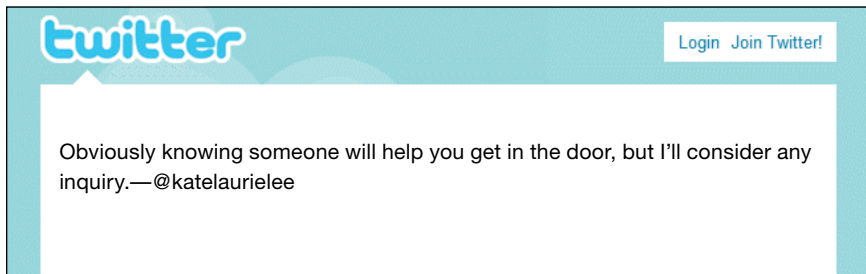 twitter
Login Join Twitter!
Obviously knowing someone will help you get in the door, but I’ll consider any
inquiry.—@katelaurielee